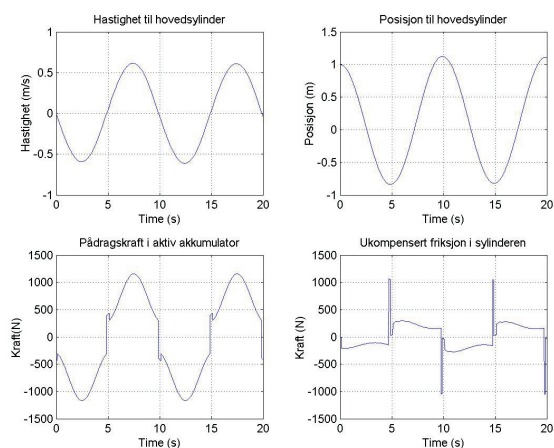 Hastighet til hovedsylinder
1
0.5
0
-0.5
-1
Hastighet (m/s)
0 5 10 15 20
Time (s)
Posisjon til hovedsylinder
1.5
1
0.5
0
-0.5
-1
Posisjon (m)
0 5 10 15 20
Time (s)
Pådragskraft i aktiv akkumulator
1500
1000
500
0
-500
-1000
-1500
Kraft(N)
0 5 10 15 20
Time (s)
Ukompensert friksjon i sylinderen
1500
1000
500
0
-500
-1000
-1500
Kraft (N)
0 5 10 15 20
Time (s)